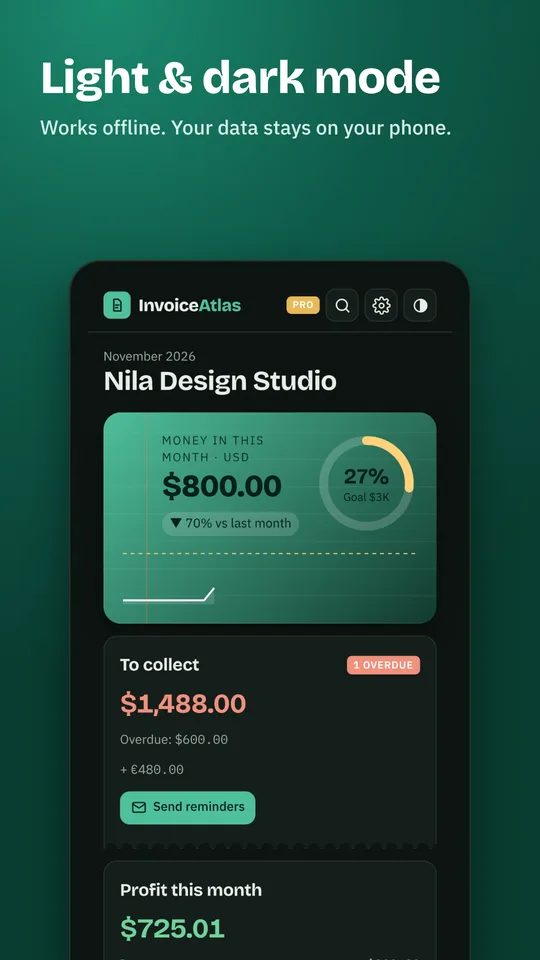 Light & dark mode
Works offline. Your data stays on your phone.
InvoiceAtlas
PRO
November 2026
Nila Design Studio
MONEY IN THIS
MONTH · USD
$800.00
▼ 70% vs last month
27%
Goal $3K
To collect
1 OVERDUE
$1,488.00
Overdue: $600.00
+ €480.00
Send reminders
Profit this month
$725.01